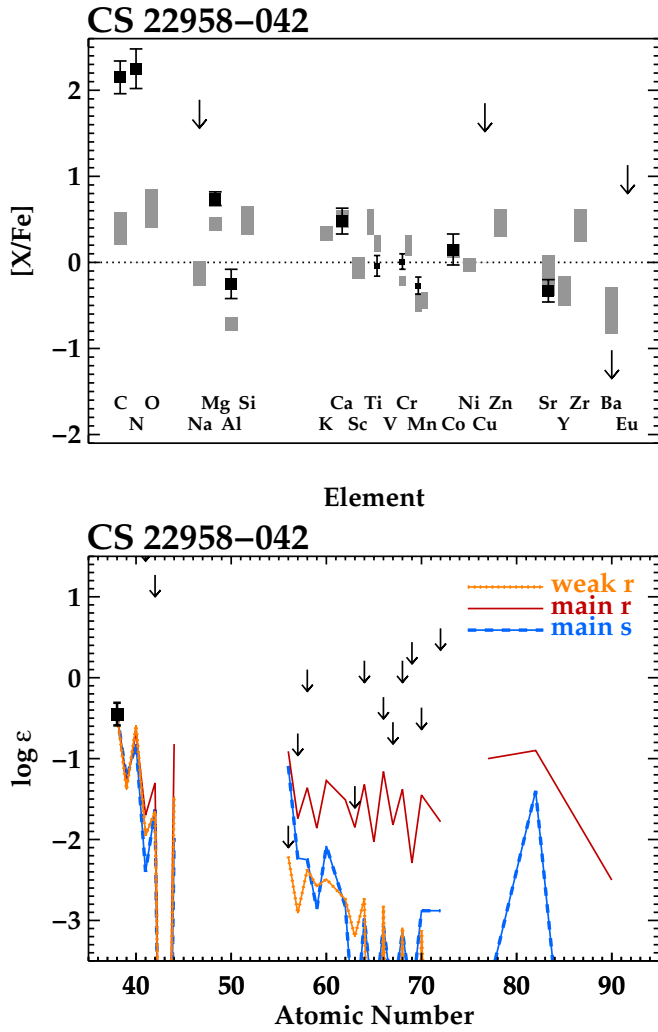 CS 22958−042
2
1
0
−1
−2
[X/Fe]
C O Mg Si Ca Ti Cr Ni Zn Sr Zr Ba
N Na Al K Sc V Mn Co Cu Y Eu
Element
CS 22958−042
weak r
main r
main s
1
0
−1
−2
−3
log ε
40 50 60 70 80 90
Atomic Number